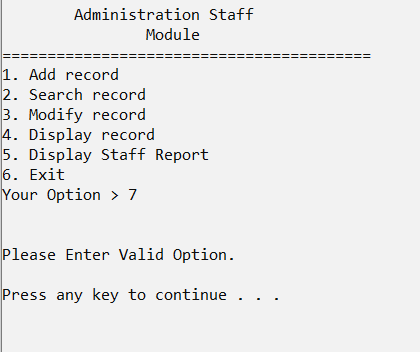 Administration Staff
Module
=========================================
1. Add record
2. Search record
3. Modify record
4. Display record
5. Display Staff Report
6. Exit
Your Option > 7
Please Enter Valid Option.
Press any key to continue . . .